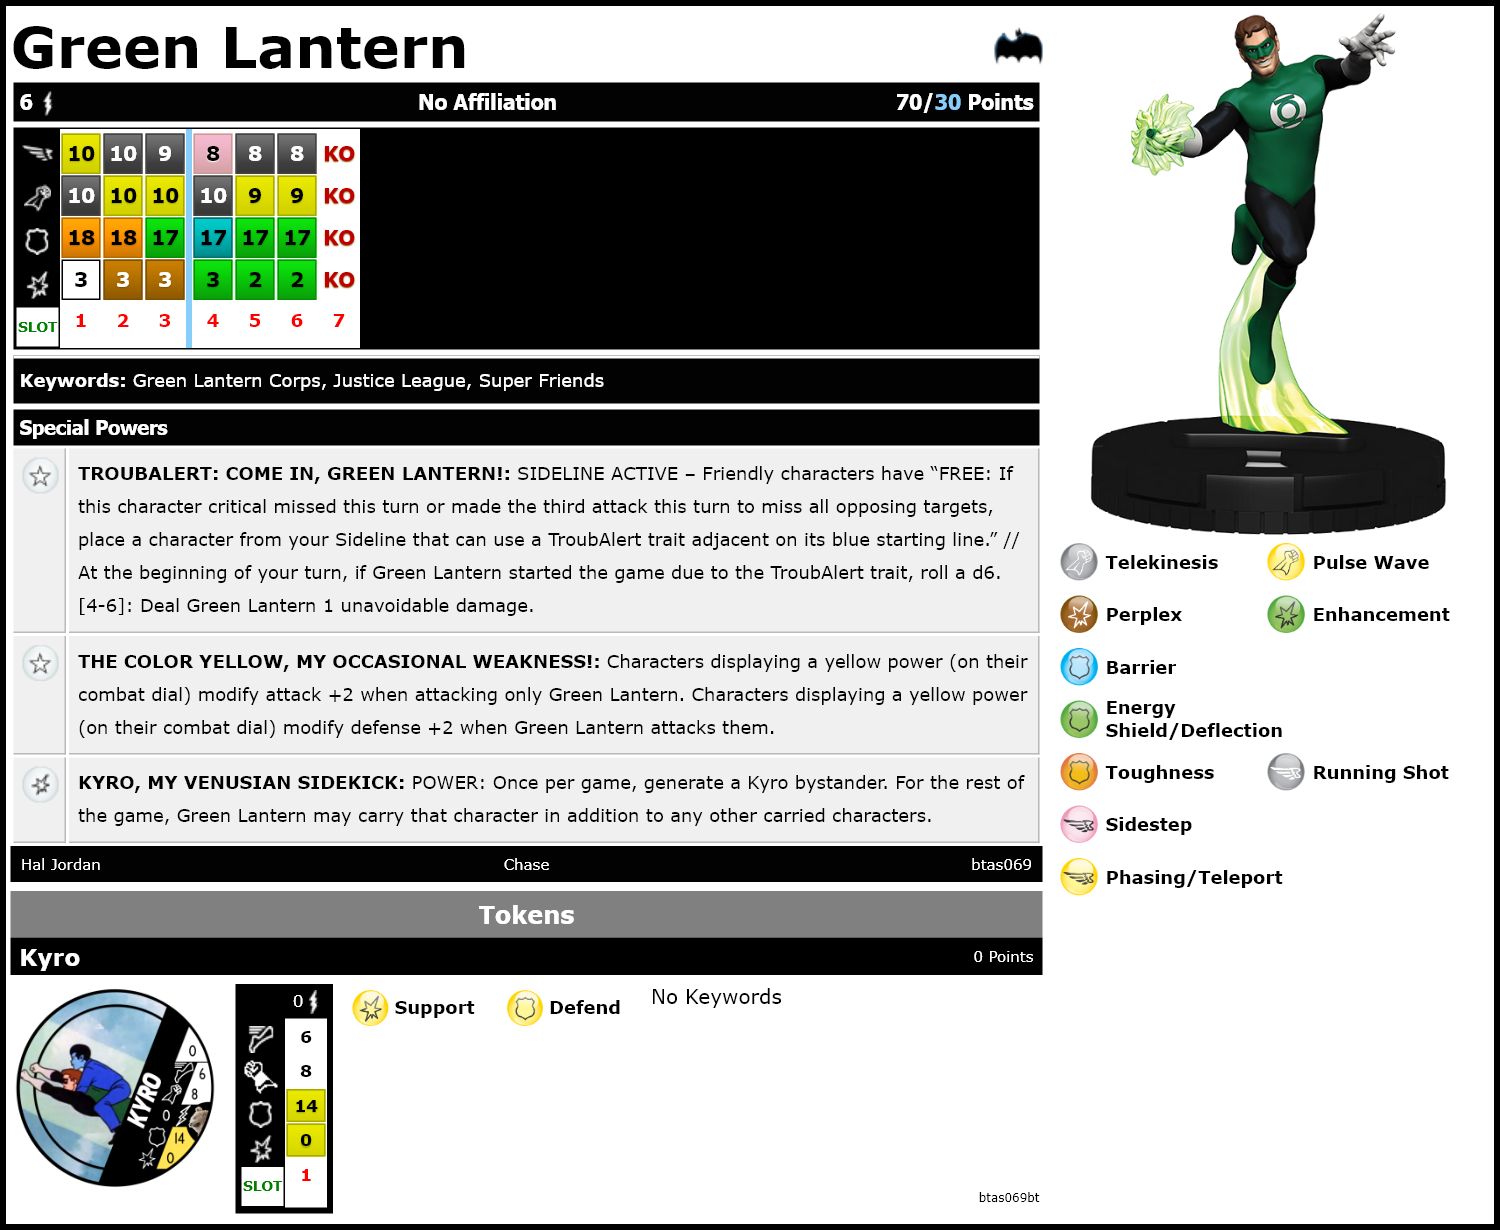 Green Lantern
6 No Affiliation 70/30 Points
10 10 9 8 8 8 KO
10 10 10 10 9 9 KO
18 18 17 17 17 17 KO
3 3 3 3 2 2 KO
SLOT 1 2 3 4 5 6 7
Keywords: Green Lantern Corps, Justice League, Super Friends
Special Powers
TROUBALERT: COME IN, GREEN LANTERN!: SIDELINE ACTIVE – Friendly characters have “FREE: If
this character critical missed this turn or made the third attack this turn to miss all opposing targets,
place a character from your Sideline that can use a TroubAlert trait adjacent on its blue starting line.” //
At the beginning of your turn, if Green Lantern started the game due to the TroubAlert trait, roll a d6.
[4-6]: Deal Green Lantern 1 unavoidable damage.
THE COLOR YELLOW, MY OCCASIONAL WEAKNESS!: Characters displaying a yellow power (on their
combat dial) modify attack +2 when attacking only Green Lantern. Characters displaying a yellow power
(on their combat dial) modify defense +2 when Green Lantern attacks them.
KYRO, MY VENUSIAN SIDEKICK: POWER: Once per game, generate a Kyro bystander. For the rest of
the game, Green Lantern may carry that character in addition to any other carried characters.
Hal Jordan Chase btas069
Telekinesis Pulse Wave
Perplex Enhancement
Barrier
Energy
Shield/Deflection
Toughness Running Shot
Sidestep
Phasing/Teleport
Tokens
Kyro 0 Points
KYRO
0
6
8
0
14
0
0
6
8
14
0
SLOT 1
Support Defend No Keywords
btas069bt